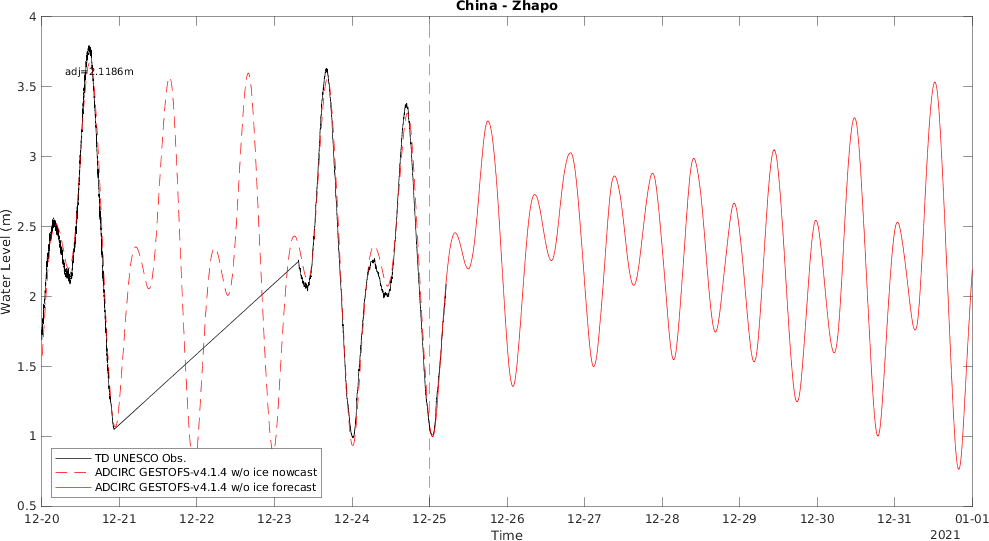 China - Zhapo
4
3.5
3
2.5
2
1.5
1
0.5
Water Level (m)
adj=2.1186m
TD UNESCO Obs.
ADCIRC GESTOFS-v4.1.4 w/o ice nowcast
ADCIRC GESTOFS-v4.1.4 w/o ice forecast
12-20 12-21 12-22 12-23 12-24 12-25 12-26 12-27 12-28 12-29 12-30 12-31 01-01
Time
2021